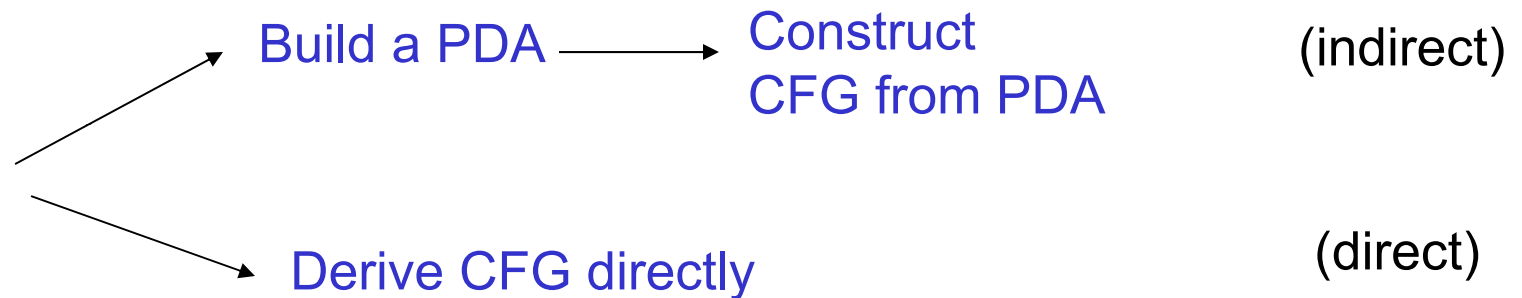 Build a PDA
Construct
CFG from PDA
(indirect)
Derive CFG directly
(direct)